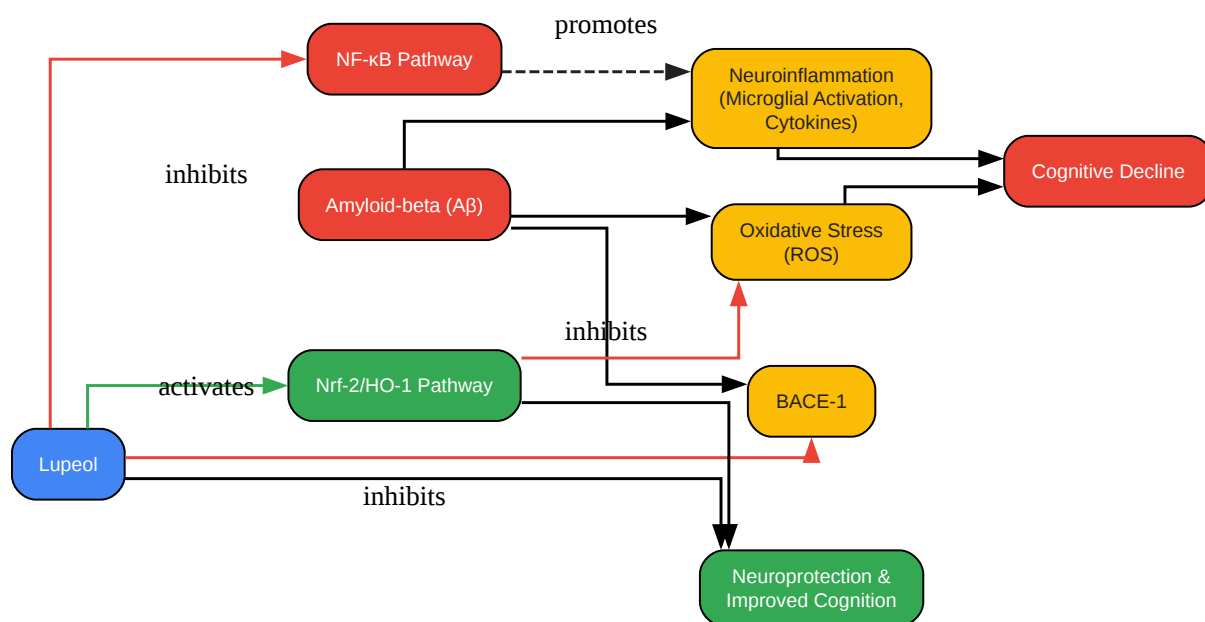 promotes
NF-κB Pathway
Neuroinflammation
(Microglial Activation,
Cytokines)
inhibits
Cognitive Decline
Amyloid-beta (Aβ)
Oxidative Stress
(ROS)
inhibits
activates
Nrf-2/HO-1 Pathway
BACE-1
Lupeol
inhibits
Neuroprotection &
Improved Cognition